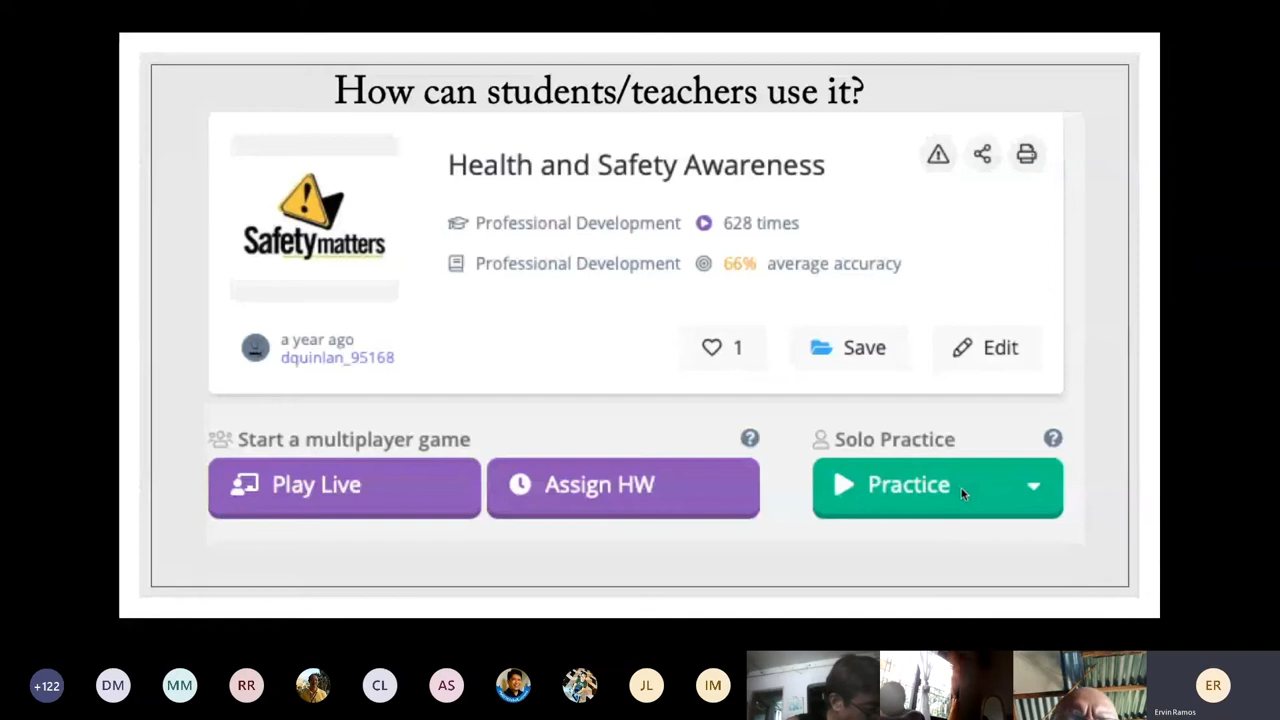 How can students/teachers use it?
Health and Safety Awareness
Professional Development 628 times
Professional Development 66% average accuracy
Safetymatters
a year ago
dquinlan_95168
1 Save Edit
Start a multiplayer game Solo Practice
Play Live Assign HW Practice
+122 DM MM RR CL AS JL IM ER
Ervin Ramos